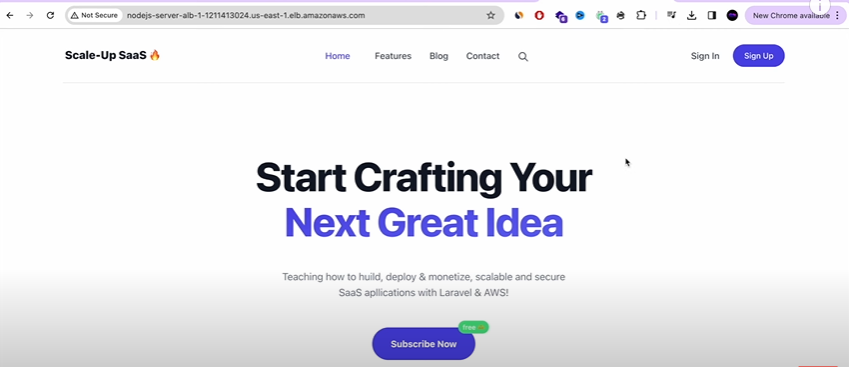 Not Secure
nodejs-server-alb-1-1211413024.us-east-1.elb.amazonaws.com
New Chrome available
Scale-Up SaaS 🔥
Home
Features
Blog
Contact
Sign In
Sign Up
Start Crafting Your
Next Great Idea
Teaching how to huild, deploy & monetize, scalable and secure
SaaS apllications with Laravel & AWS!
free
Subscribe Now